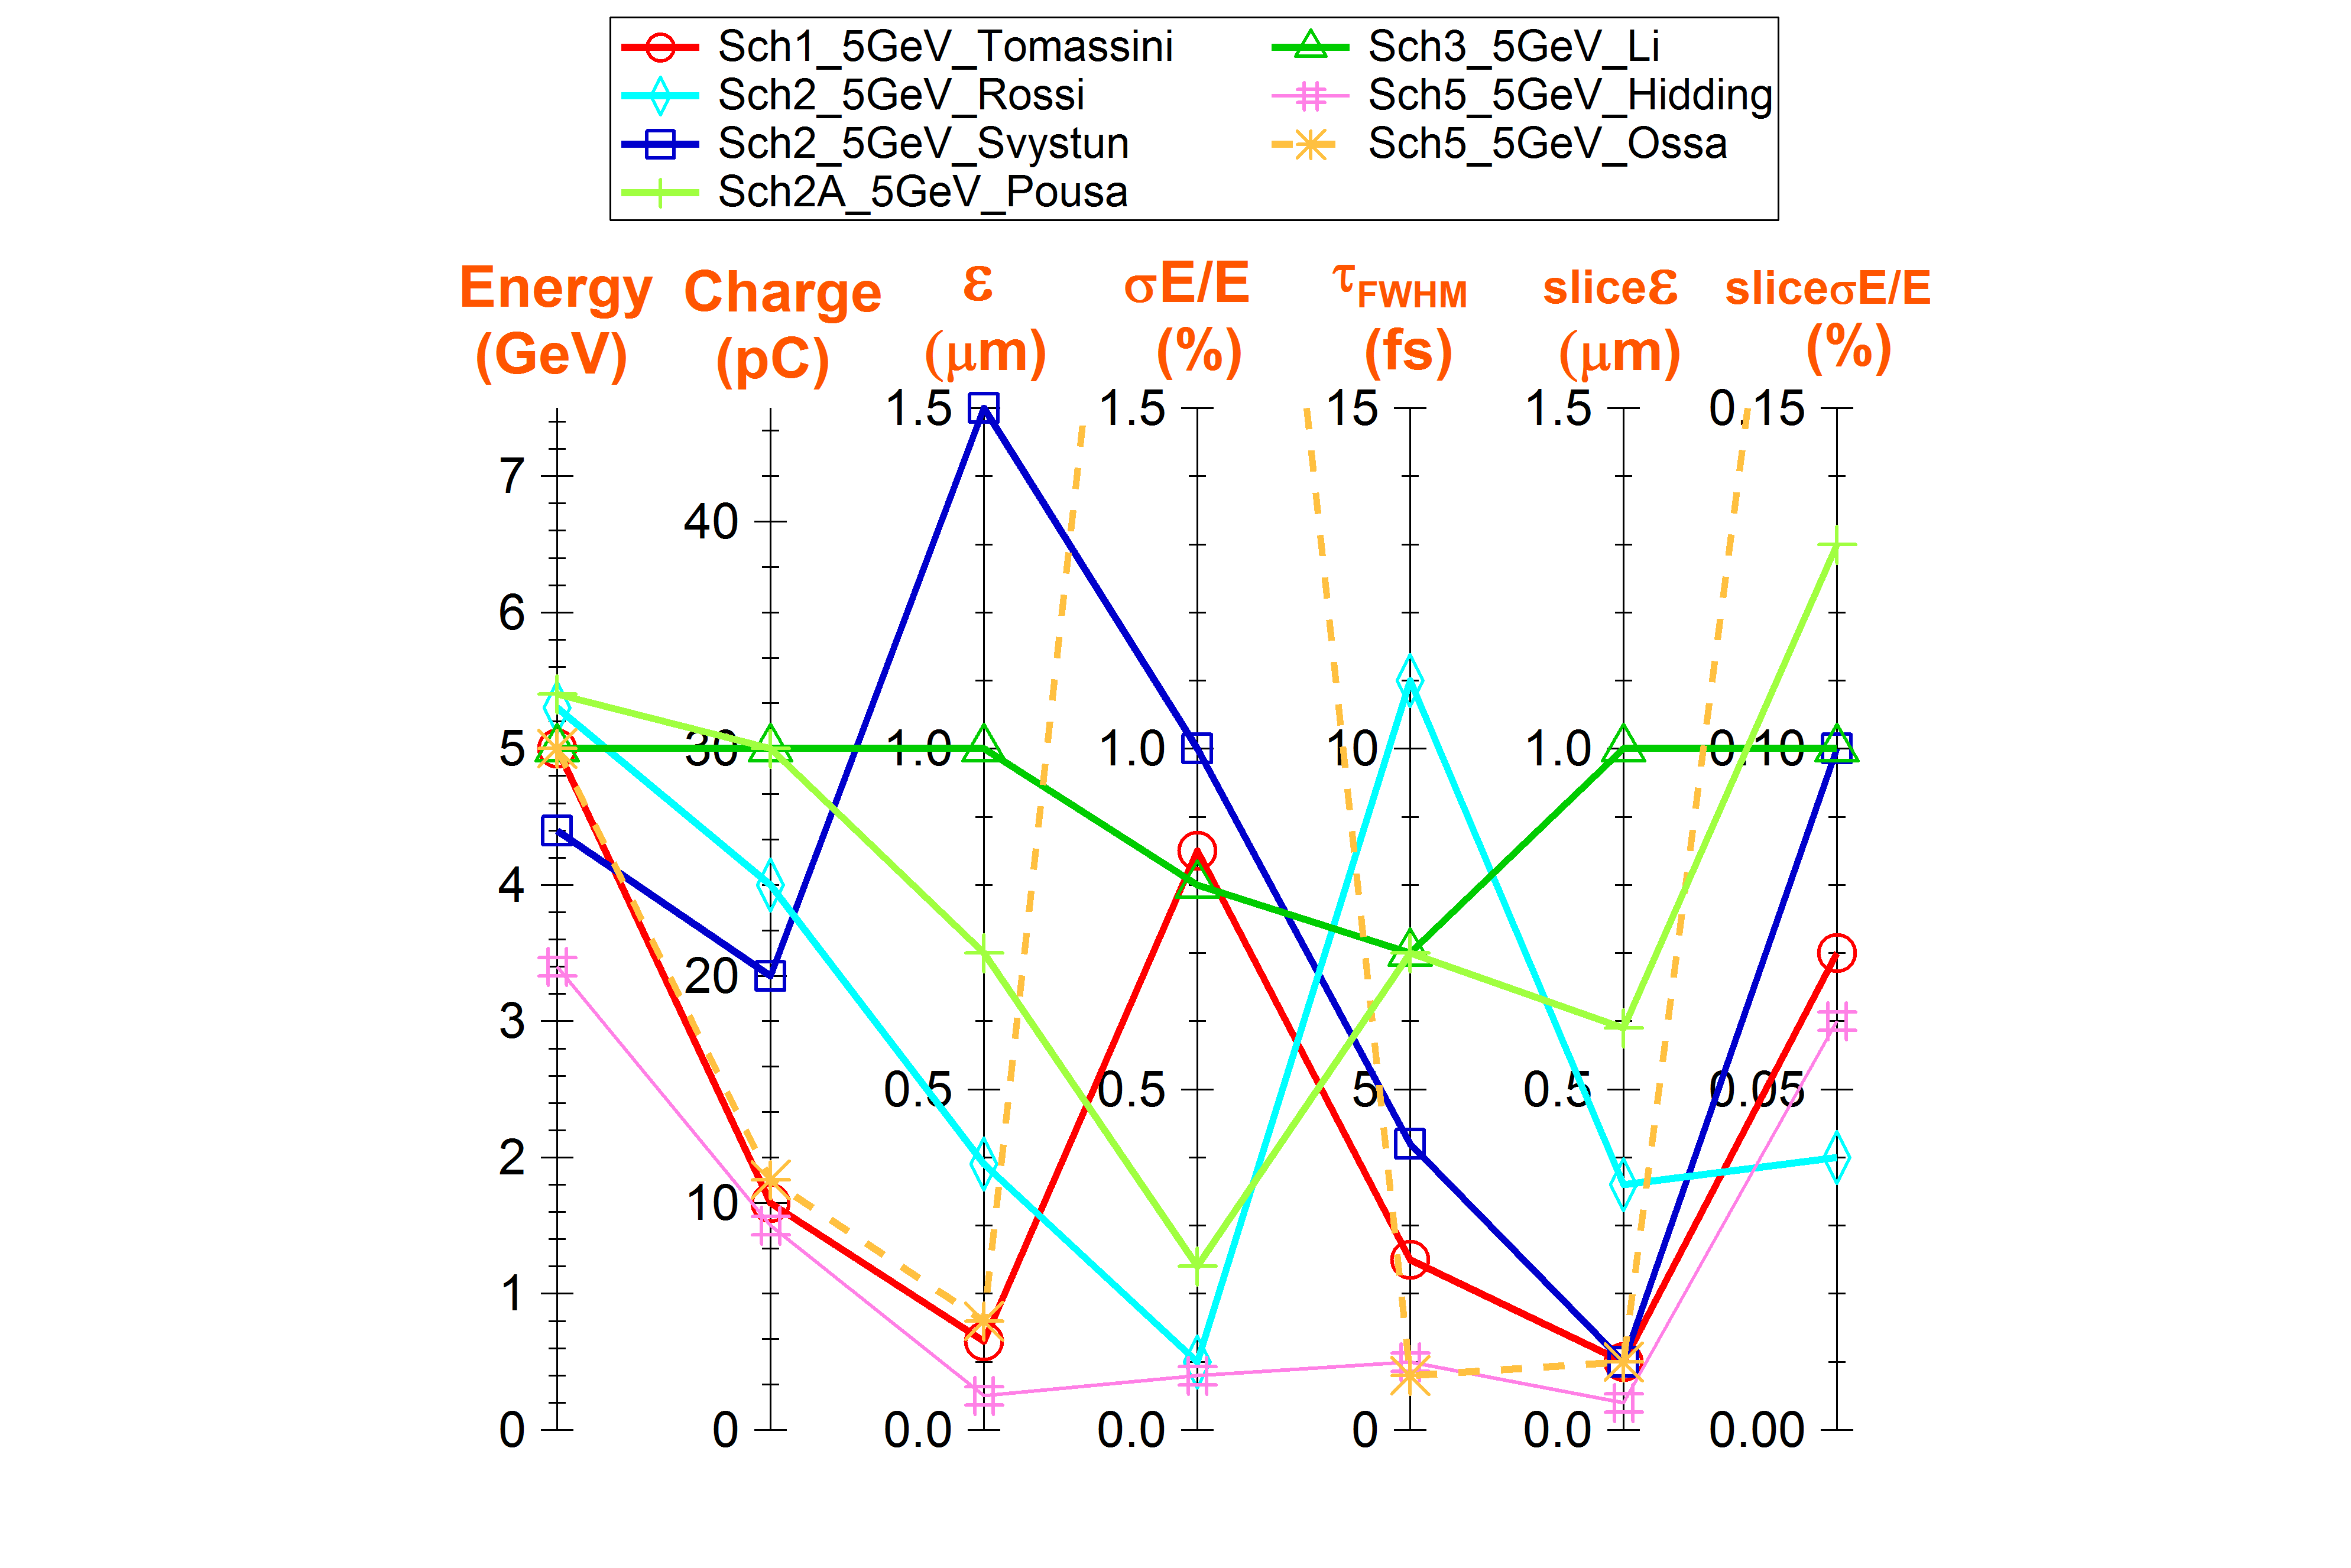 Sch1_5GeV_Tomassini
Sch2_5GeV_Rossi
Sch2_5GeV_Svystun
Sch2A_5GeV_Pousa
Sch3_5GeV_Li
Sch5_5GeV_Hidding
Sch5_5GeV_Ossa
Energy
(GeV)
Charge
(pC)
ε
(μm)
σE/E
(%)
τFWHM
(fs)
sliceε
(μm)
sliceσE/E
(%)
7
6
5
4
3
2
1
0
40
30
20
10
0
1.5
1.0
0.5
0.0
1.5
1.0
0.5
0.0
15
10
5
0
1.5
1.0
0.5
0.0
0.15
0.10
0.05
0.00